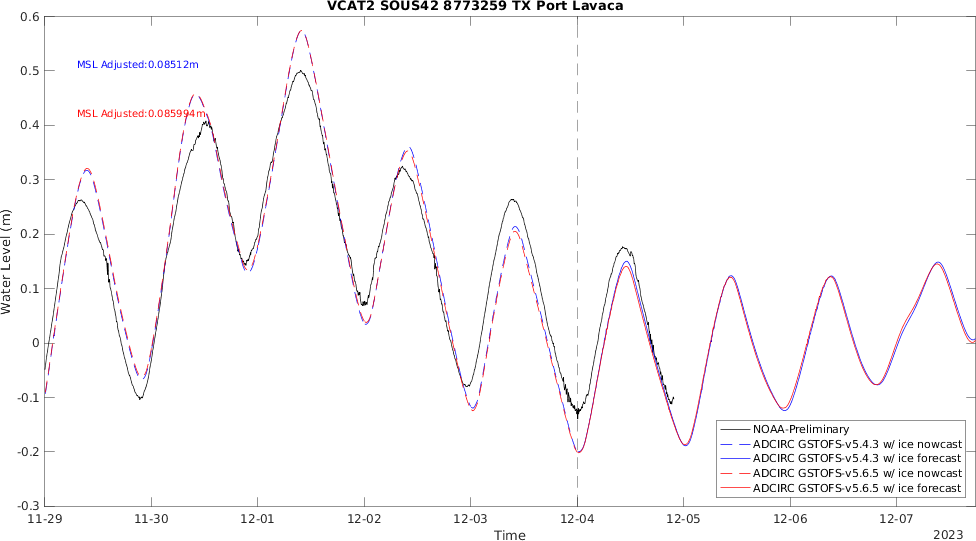 VCAT2 SOUS42 8773259 TX Port Lavaca
0.6
0.5
0.4
0.3
0.2
0.1
0
-0.1
-0.2
-0.3
Water Level (m)
MSL Adjusted:0.08512m
MSL Adjusted:0.085994m
NOAA-Preliminary
ADCIRC GSTOFS-v5.4.3 w/ ice nowcast
ADCIRC GSTOFS-v5.4.3 w/ ice forecast
ADCIRC GSTOFS-v5.6.5 w/ ice nowcast
ADCIRC GSTOFS-v5.6.5 w/ ice forecast
11-29 11-30 12-01 12-02 12-03 12-04 12-05 12-06 12-07
Time
2023